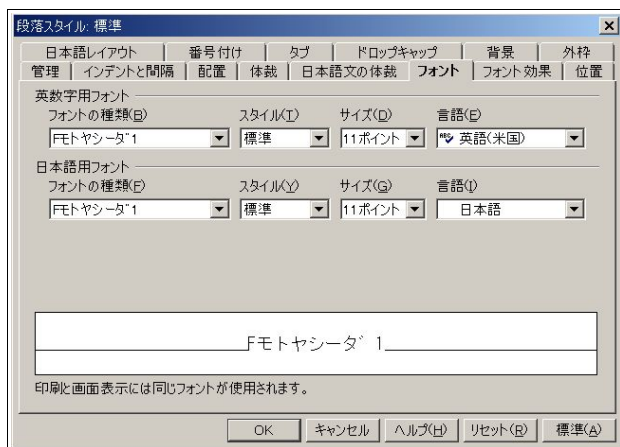 段落スタイル: 標準
日本語レイアウト 番号付け タブ ドロップキャップ 背景 外枠
管理 インデントと間隔 配置 体裁 日本語文の体裁 フォント フォント効果 位置
英数字用フォント
フォントの種類(B) スタイル(T) サイズ(D) 言語(E)
Fモトヤシーダ゛1 標準 11ポイント 英語(米国)
日本語用フォント
フォントの種類(F) スタイル(Y) サイズ(G) 言語(I)
Fモトヤシーダ゛1 標準 11ポイント 日本語
Fモトヤシーダ゛1
印刷と画面表示には同じフォントが使用されます。
OK キャンセル ヘルプ(H) リセット(R) 標準(A)